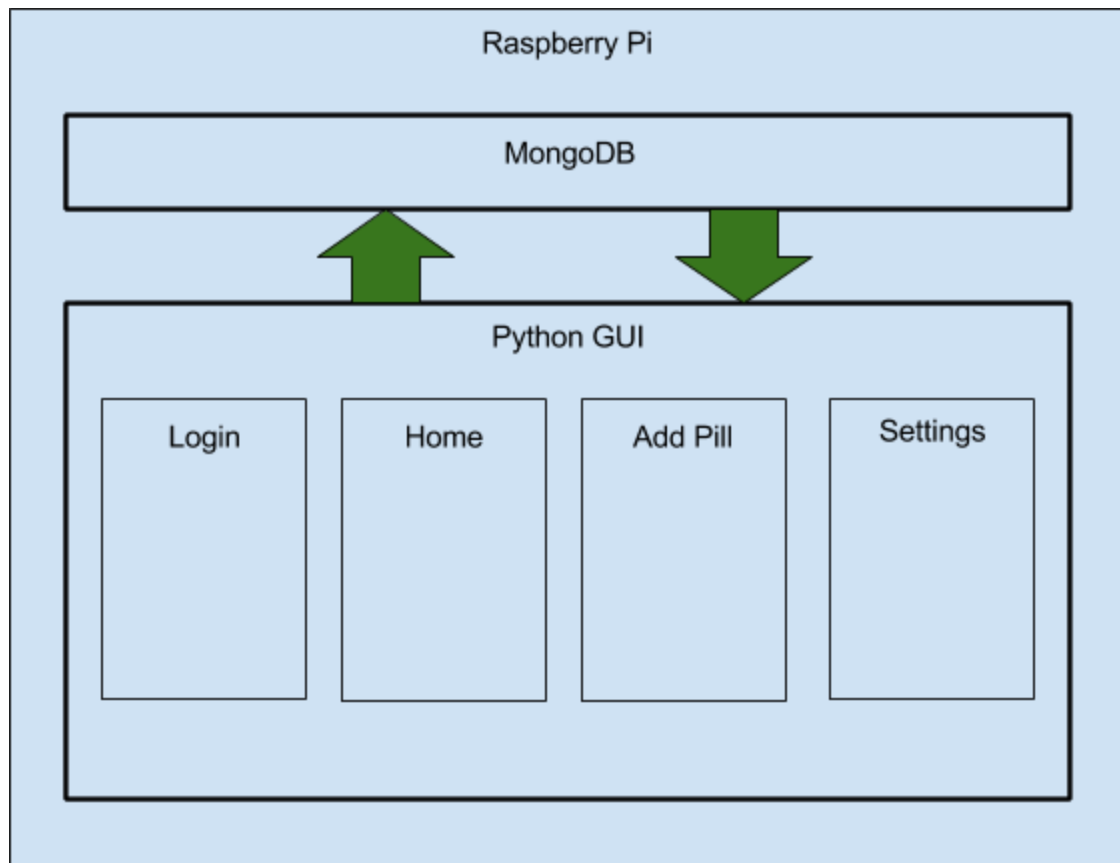 Raspberry Pi
MongoDB
Python GUI
Login
Home
Add Pill
Settings